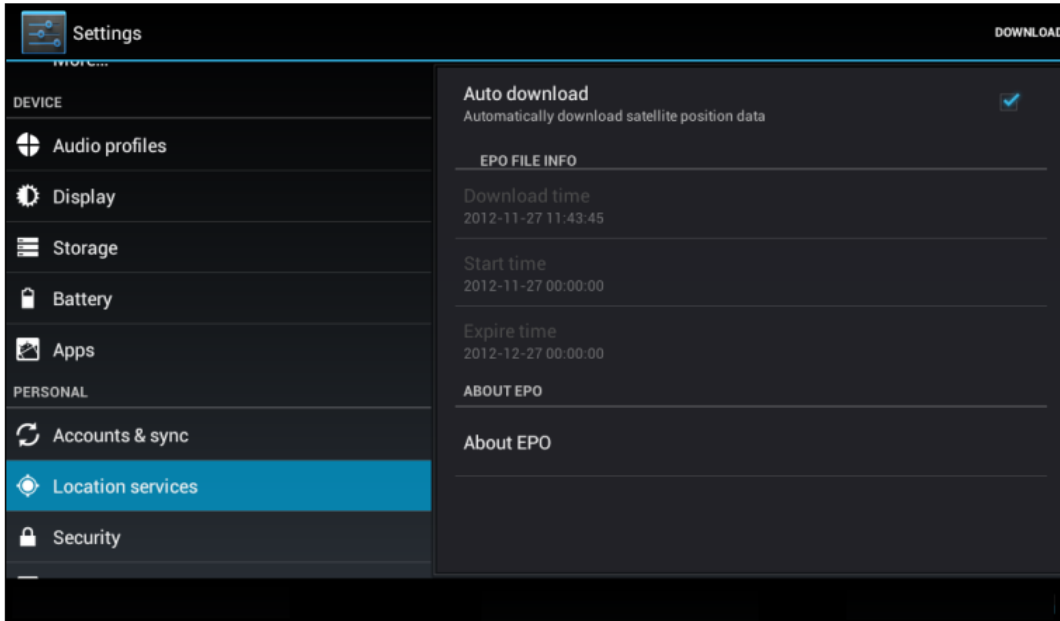 Settings
DOWNLOAD
More...
DEVICE
Audio profiles
Display
Storage
Battery
Apps
PERSONAL
Accounts & sync
Location services
Security
Auto download
Automatically download satellite position data
EPO FILE INFO
Download time
2012-11-27 11:43:45
Start time
2012-11-27 00:00:00
Expire time
2012-12-27 00:00:00
ABOUT EPO
About EPO